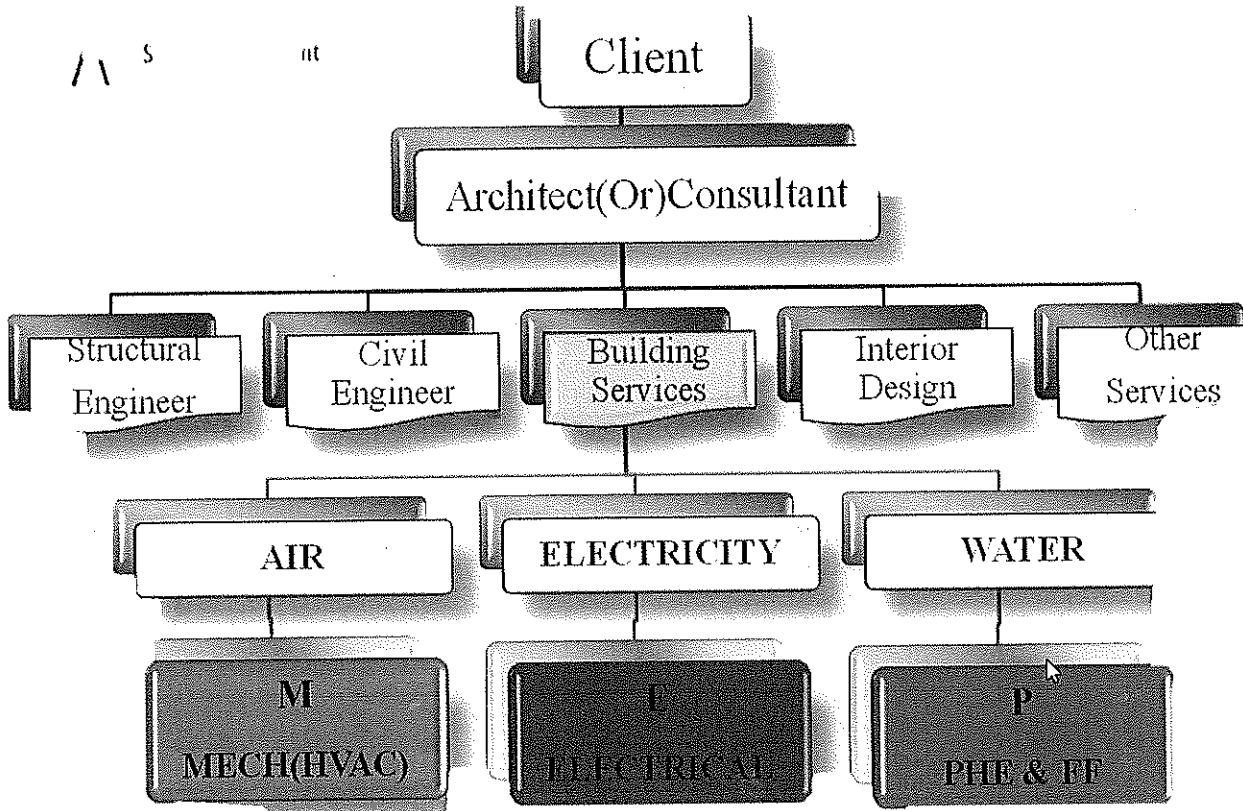 Client
Architect(Or)Consultant
Structural
Engineer
Civil
Engineer
Building
Services
Interior
Design
Other
Services
AIR
ELECTRICITY
WATER
M
MECH(HVAC)
E
ELECTRICAL
P
PHE & FF